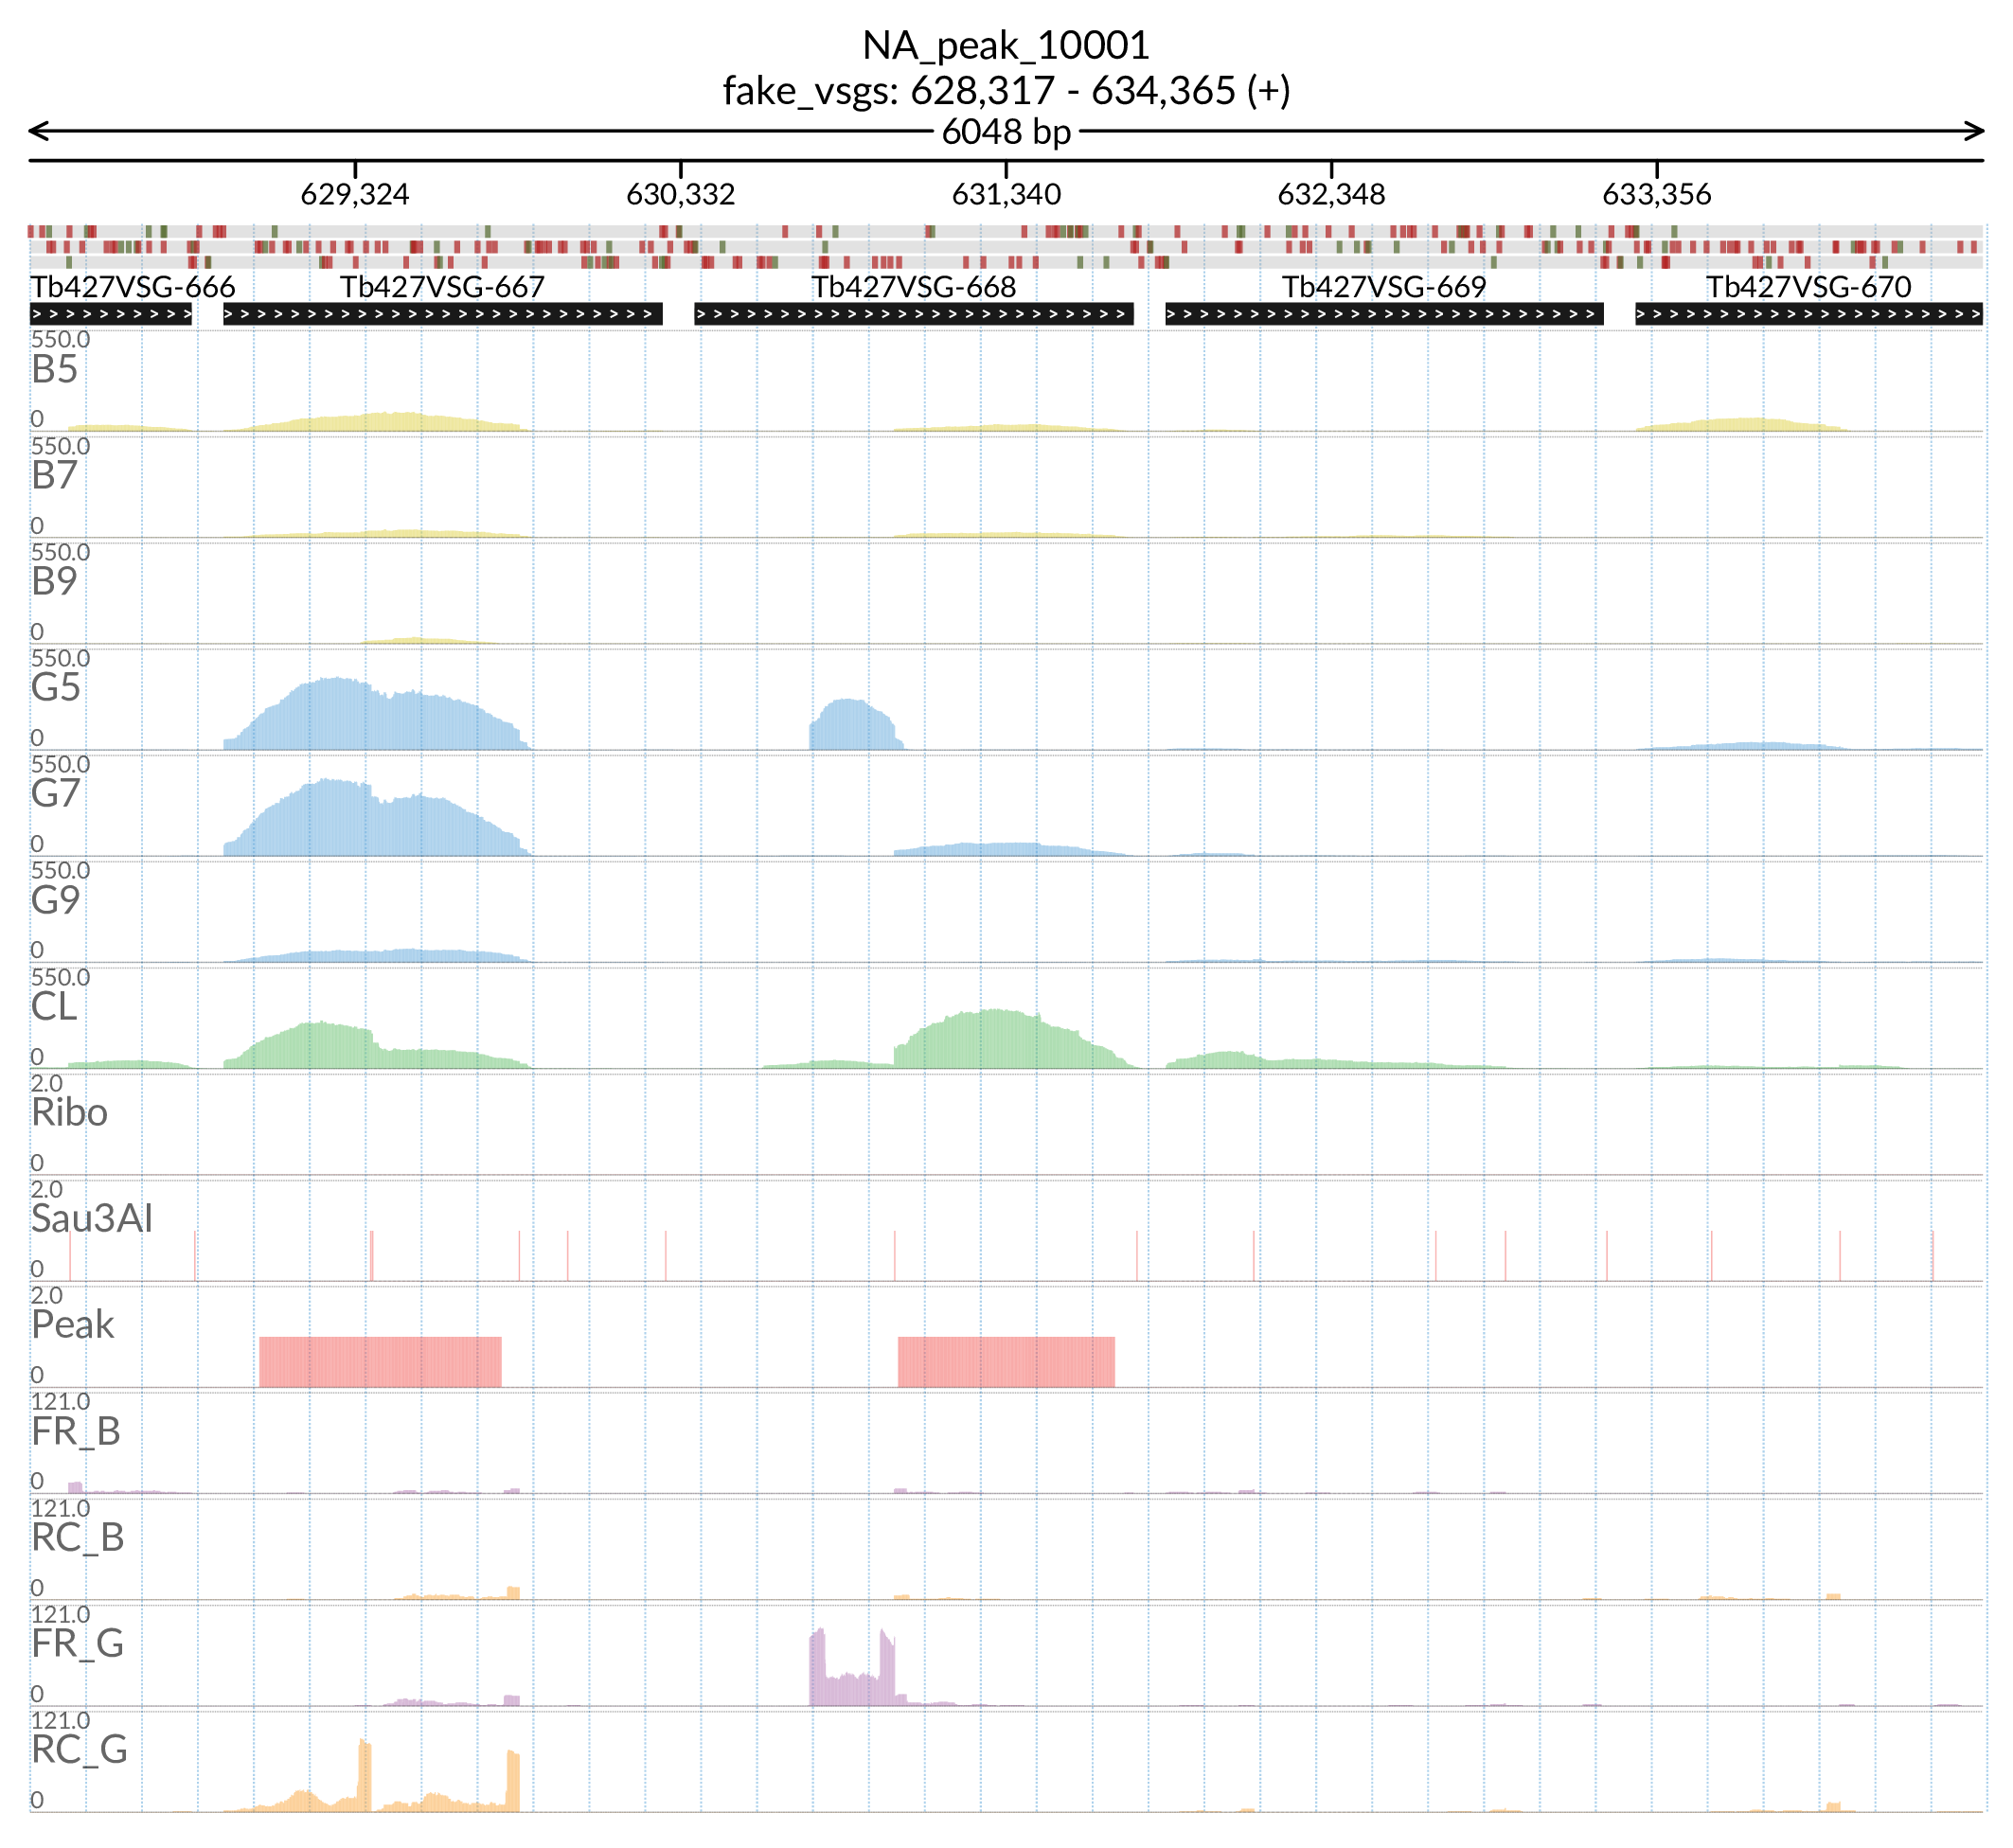 NA_peak_10001
fake_vsgs: 628,317 - 634,365 (+)
6048 bp
629,324 630,332 631,340 632,348 633,356
Tb427VSG-666 Tb427VSG-667 Tb427VSG-668 Tb427VSG-669 Tb427VSG-670
550.0
B5
0
550.0
B7
0
550.0
B9
0
550.0
G5
0
550.0
G7
0
550.0
G9
0
550.0
CL
0
2.0
Ribo
0
2.0
Sau3AI
0
2.0
Peak
0
121.0
FR_B
0
121.0
RC_B
0
121.0
FR_G
0
121.0
RC_G
0